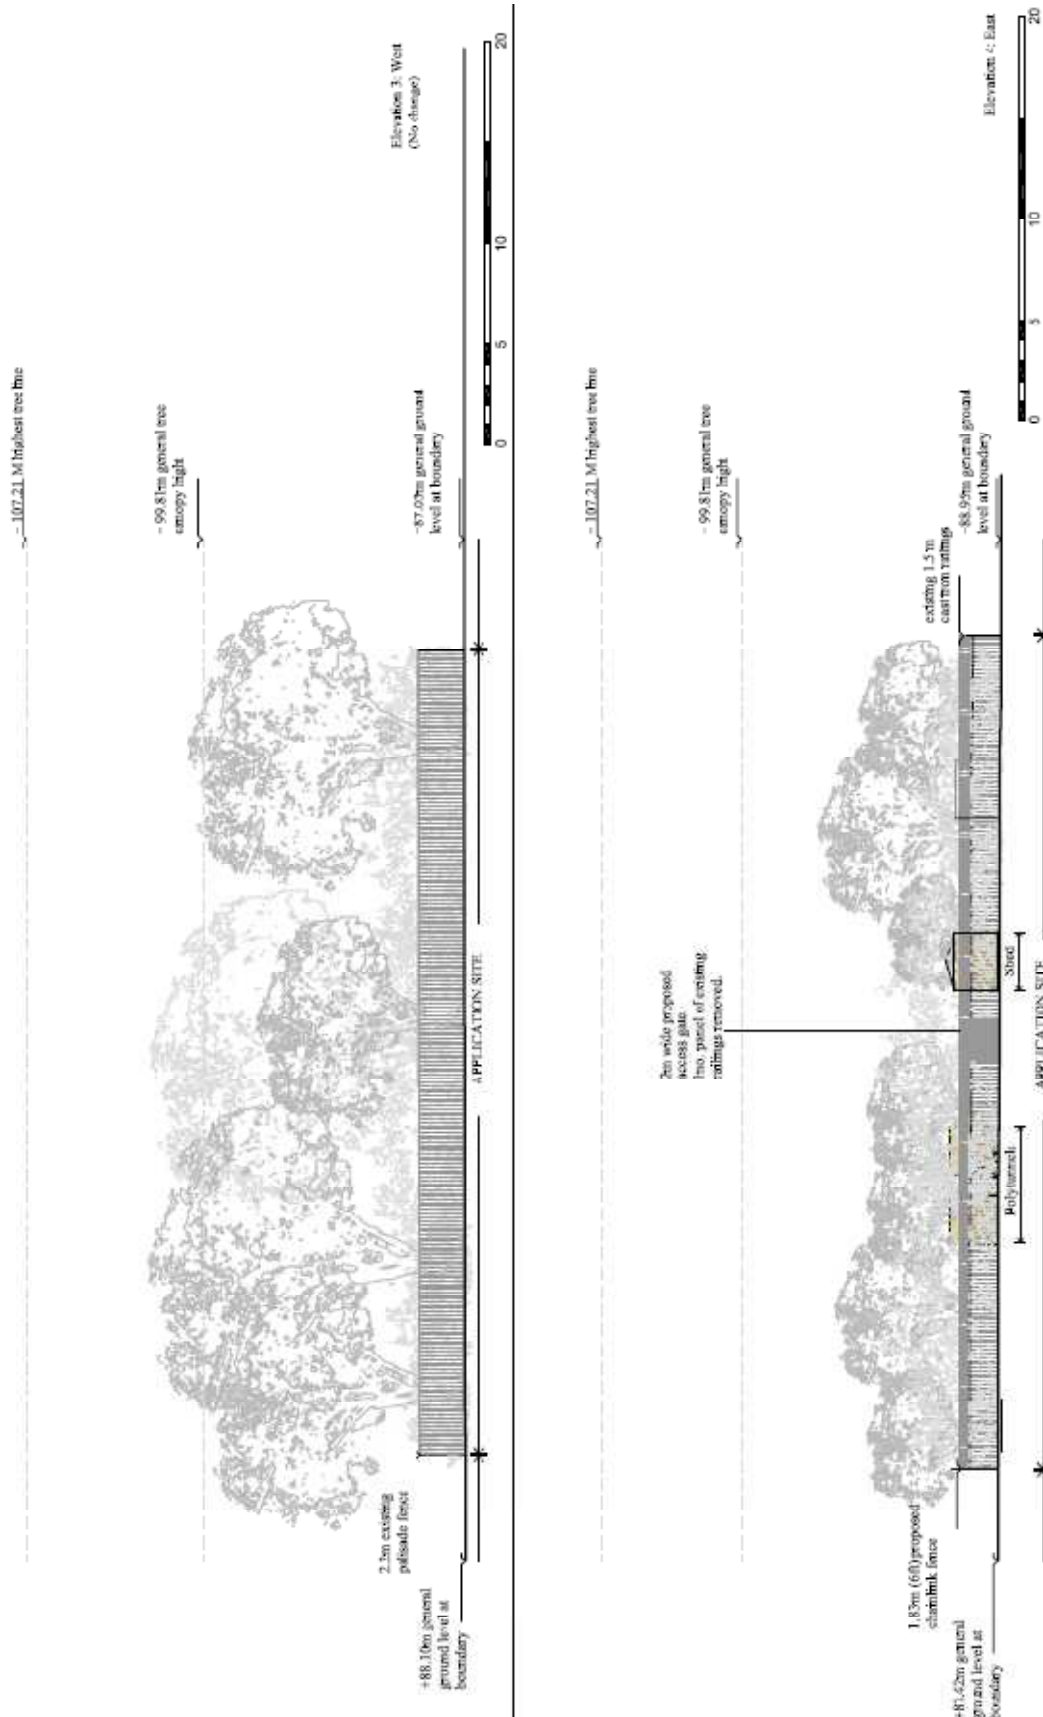 +88.10m general
ground level at
boundary
2.2m existing
palisade fence
APPLICATION SITE
- 107.21 M highest tree line
- 99.81m general tree
canopy hight
-87.03m general ground
level at boundary
0
5
10
20
Elevation 3: West
(No change)
general
ground level at
boundary
1.83m (6ft) proposed
chainlink fence
Polytunnels
2m wide proposed
access gate.
1no. panel of existing
railings removed.
Shed
APPLICATION SITE
existing 1.5 m
cast iron railings
- 107.21 M highest tree line
- 99.81m general tree
canopy hight
-88.95m general ground
level at boundary
0
5
10
20
Elevation 4: East